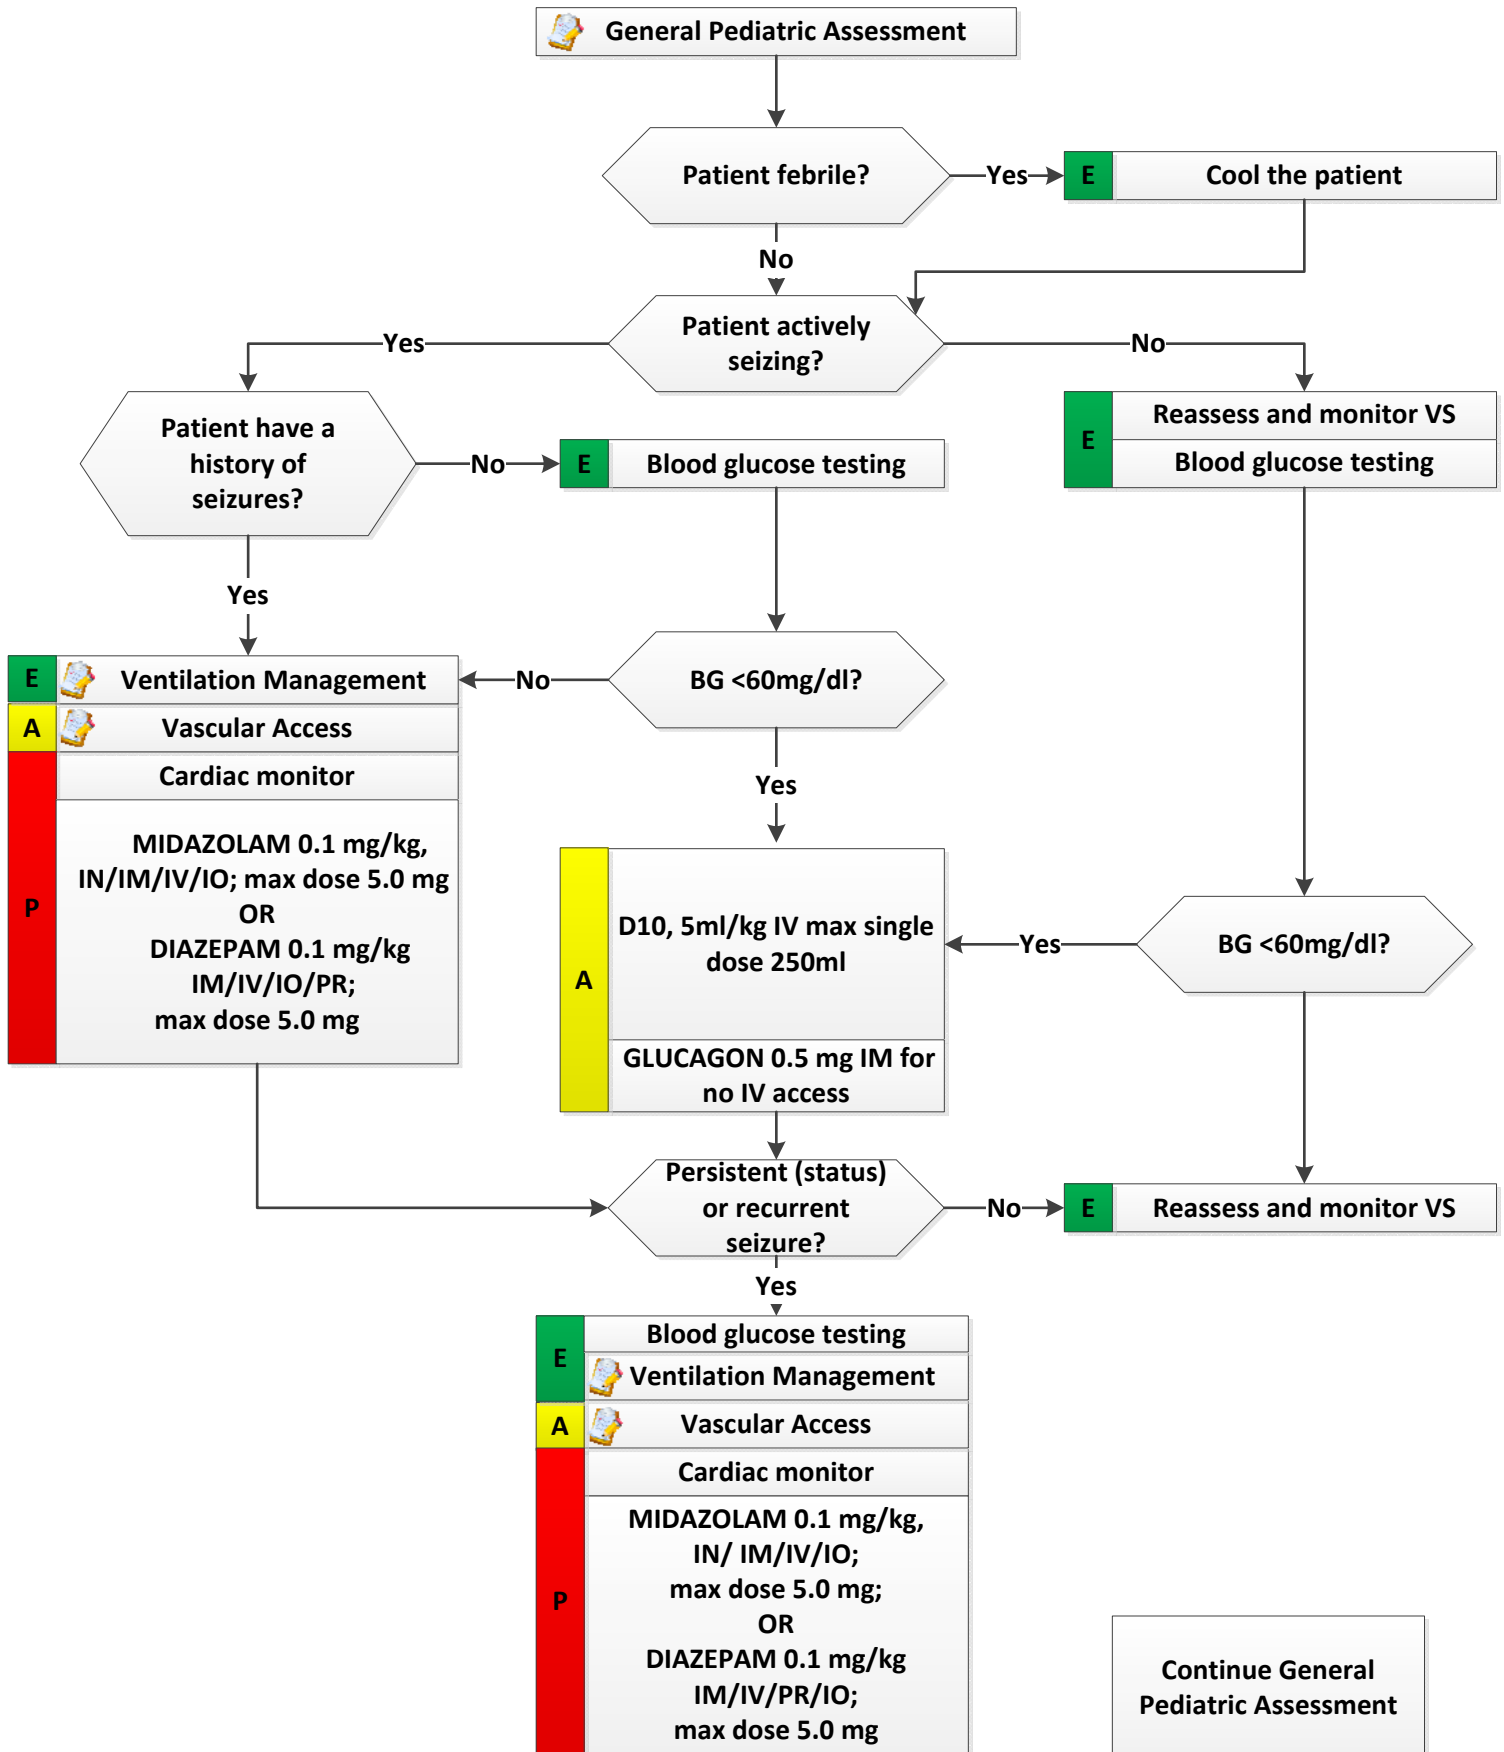 General Pediatric Assessment
Patient febrile?
Yes
E
Cool the patient
No
Patient actively
seizing?
Yes
No
Patient have a
history of
seizures?
No
E
Blood glucose testing
E
Reassess and monitor VS
Blood glucose testing
Yes
E
Ventilation Management
A
Vascular Access
P
Cardiac monitor
MIDAZOLAM 0.1 mg/kg,
IN/IM/IV/IO; max dose 5.0 mg
OR
DIAZEPAM 0.1 mg/kg
IM/IV/IO/PR;
max dose 5.0 mg
No
BG <60mg/dl?
Yes
A
D10, 5ml/kg IV max single
dose 250ml
GLUCAGON 0.5 mg IM for
no IV access
Yes
BG <60mg/dl?
Persistent (status)
or recurrent
seizure?
No
E
Reassess and monitor VS
Yes
E
Blood glucose testing
Ventilation Management
A
Vascular Access
P
Cardiac monitor
MIDAZOLAM 0.1 mg/kg,
IN/ IM/IV/IO;
max dose 5.0 mg;
OR
DIAZEPAM 0.1 mg/kg
IM/IV/PR/IO;
max dose 5.0 mg
Continue General
Pediatric Assessment